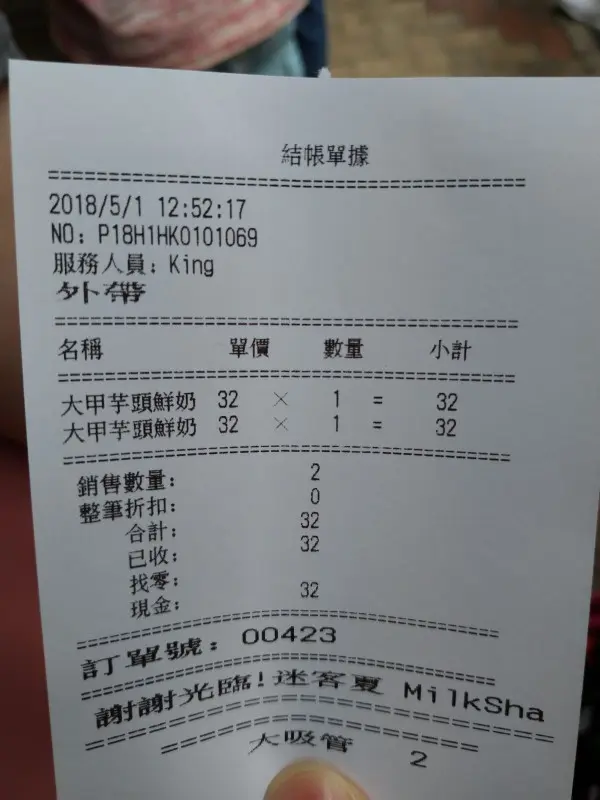 結帳單據
==========================================
2018/5/1 12:52:17
NO: P18H1HK0101069
服務人員: King
外帶
==========================================
名稱 單價 數量 小計
==========================================
大甲芋頭鮮奶 32 × 1 = 32
大甲芋頭鮮奶 32 × 1 = 32
==========================================
銷售數量: 2
整筆折扣: 0
合計: 32
已收: 32
找零:
現金: 32
==========================================
訂單號: 00423
==========================================
謝謝光臨!迷客夏 MilkSha
==========================================
大吸管 2